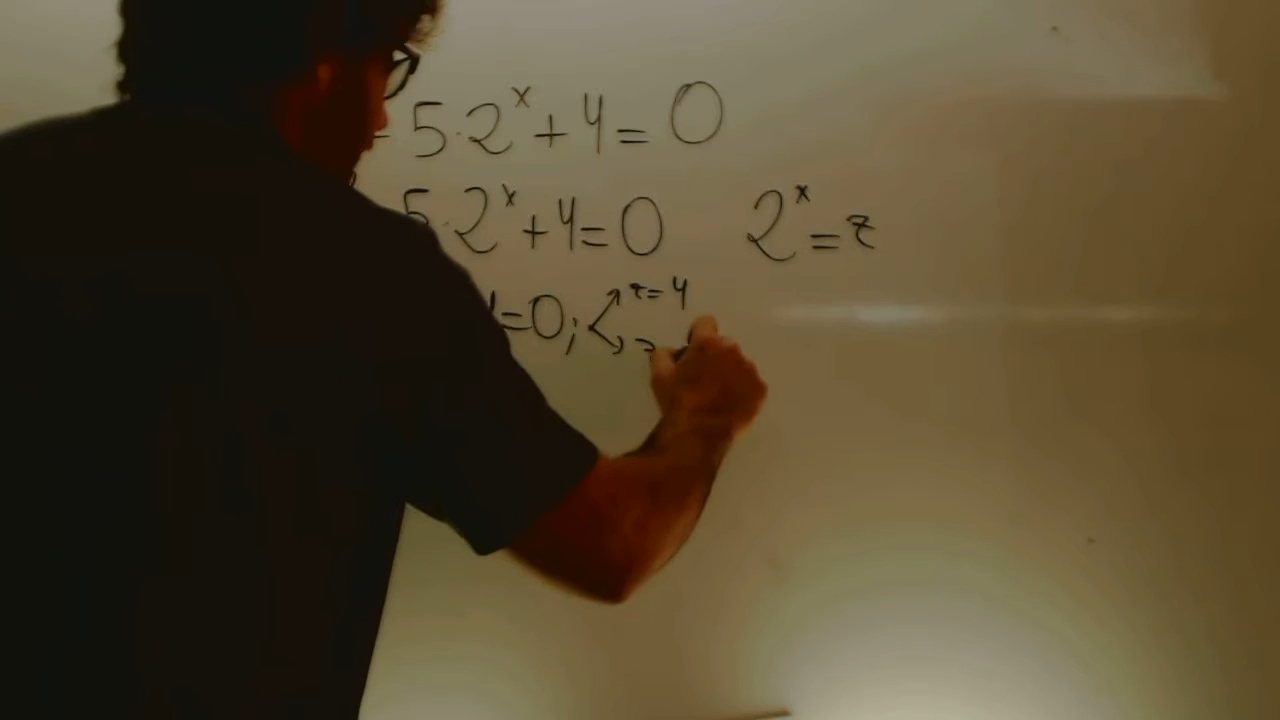 - 5·2ˣ + 4 = 0
5·2ˣ + 4 = 0 2ˣ = z
= 0; z = 4